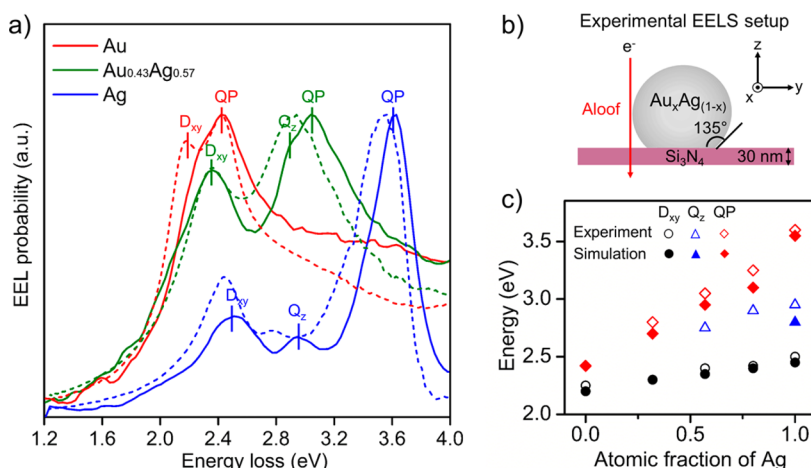 a)
Au
Au0.43Ag0.57
Ag
Dxy
QP
Dxy
Qz
QP
Dxy
Qz
QP
EEL probability (a.u.)
1.2 1.6 2.0 2.4 2.8 3.2 3.6 4.0
Energy loss (eV)
b) Experimental EELS setup
e-
Aloof
AuxAg(1-x)
135°
Si3N4
30 nm
z
x
y
c)
Dxy Qz QP
Experiment
Simulation
3.5
3.0
2.5
2.0
Energy (eV)
0.0 0.5 1.0
Atomic fraction of Ag